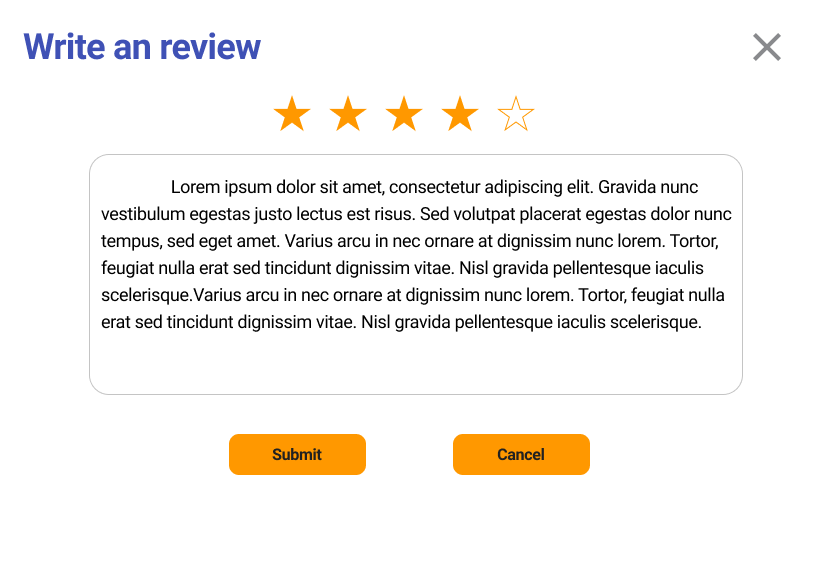 Write an review
Lorem ipsum dolor sit amet, consectetur adipiscing elit. Gravida nunc
vestibulum egestas justo lectus est risus. Sed volutpat placerat egestas dolor nunc
tempus, sed eget amet. Varius arcu in nec ornare at dignissim nunc lorem. Tortor,
feugiat nulla erat sed tincidunt dignissim vitae. Nisl gravida pellentesque iaculis
scelerisque.Varius arcu in nec ornare at dignissim nunc lorem. Tortor, feugiat nulla
erat sed tincidunt dignissim vitae. Nisl gravida pellentesque iaculis scelerisque.
Submit
Cancel